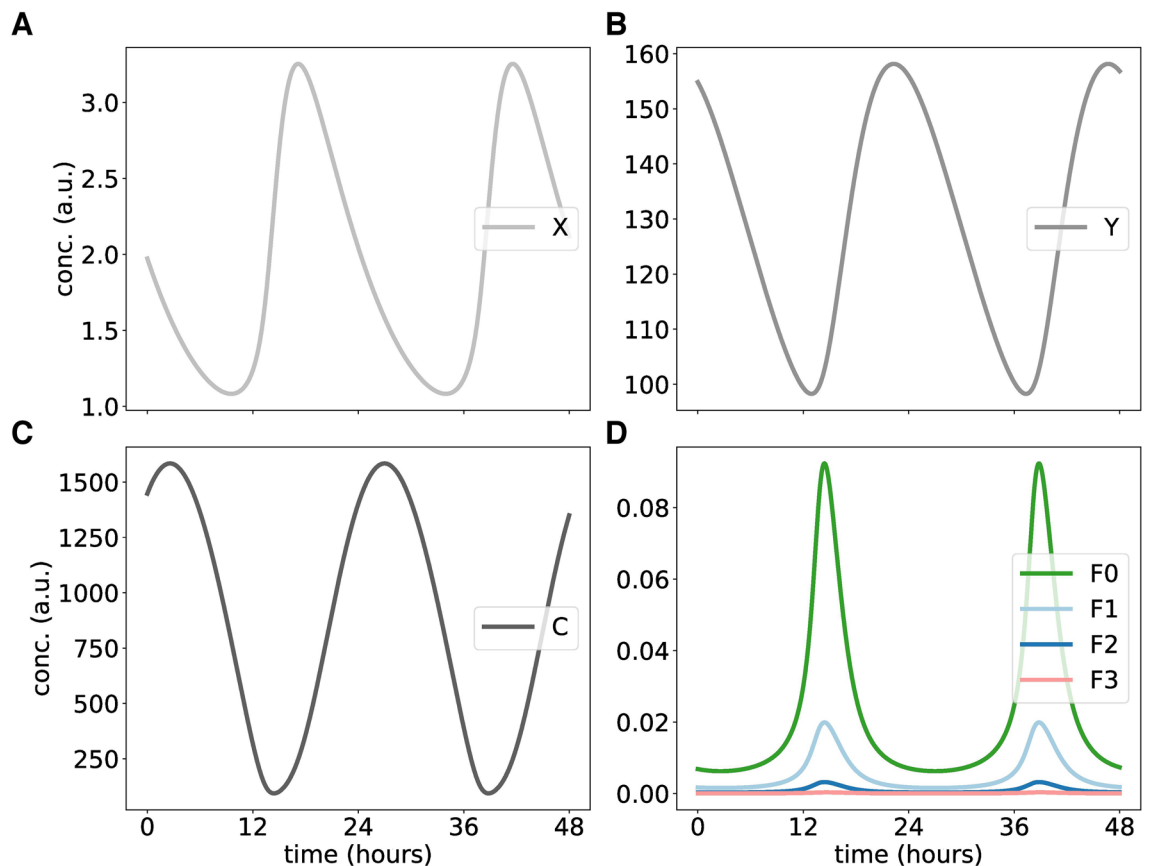 A
conc. (a.u.)
3.0
2.5
2.0
1.5
1.0
X
B
160
150
140
130
120
110
100
Y
C
conc. (a.u.)
1500
1250
1000
750
500
250
C
0 12 24 36 48
time (hours)
D
0.08
0.06
0.04
0.02
0.00
F0
F1
F2
F3
0 12 24 36 48
time (hours)